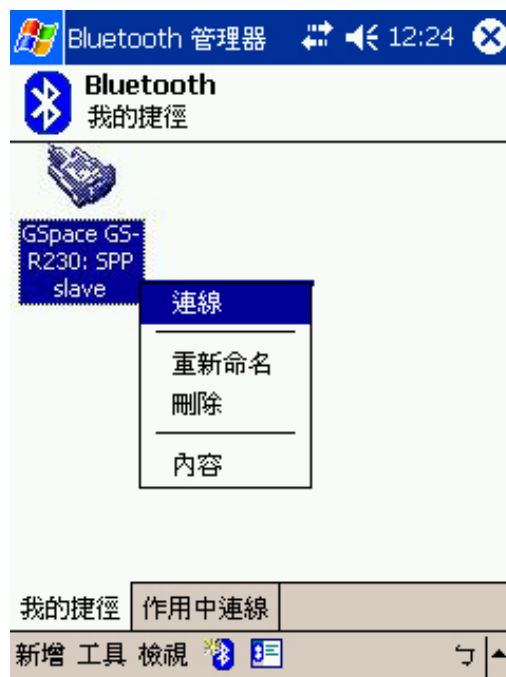 Bluetooth 管理器 12:24
Bluetooth
我的捷徑
GSpace GS-
R230: SPP
slave
連線
重新命名
刪除
內容
我的捷徑 作用中連線
新增 工具 檢視 ㄅ